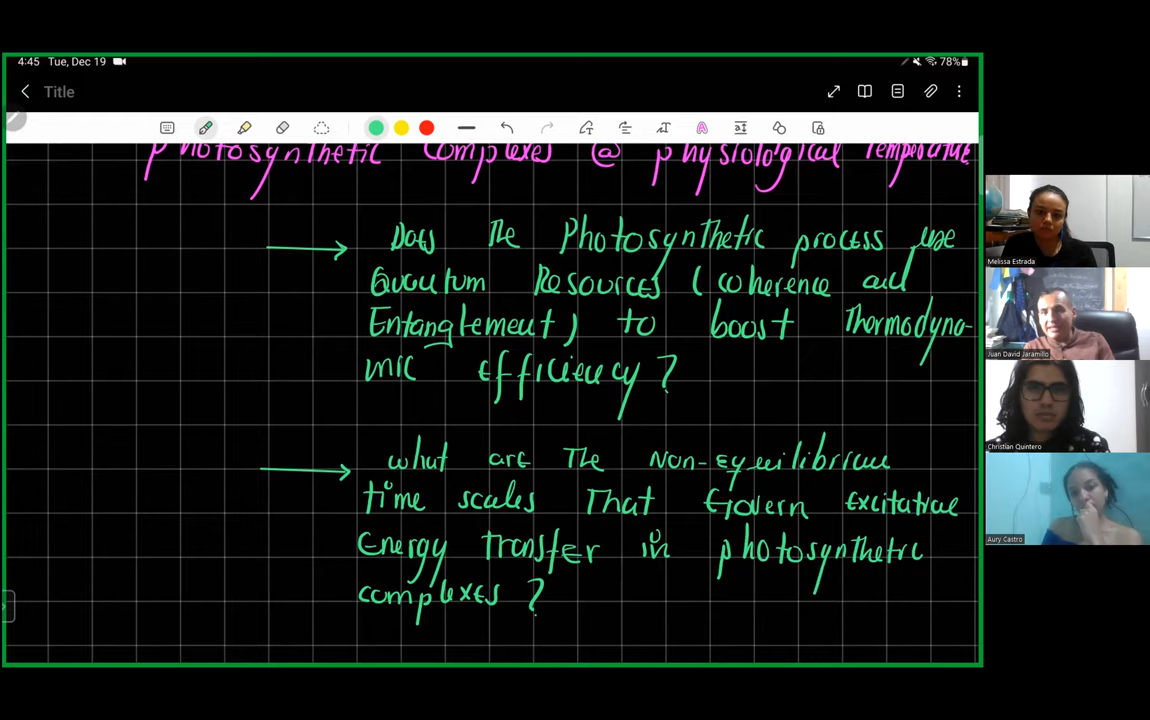 4:45 Tue, Dec 19
78%
Title
Photosynthetic complexes @ physiological Temperature
Does The Photosynthetic process use
Quantum Resources (coherence and
Entanglement) to boost Thermodyna-
mic Efficiency?
what are The Non-Equilibrium
time scales That Govern Excitation
Energy Transfer in photosynthetic
complexes?
Melissa Estrada
Juan David Jaramillo
Christian Quintero
Aury Castro